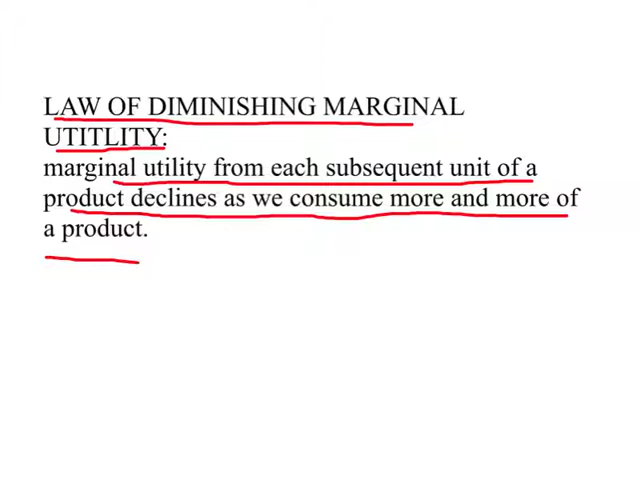 LAW OF DIMINISHING MARGINAL
UTITLITY:
marginal utility from each subsequent unit of a
product declines as we consume more and more of
a product.